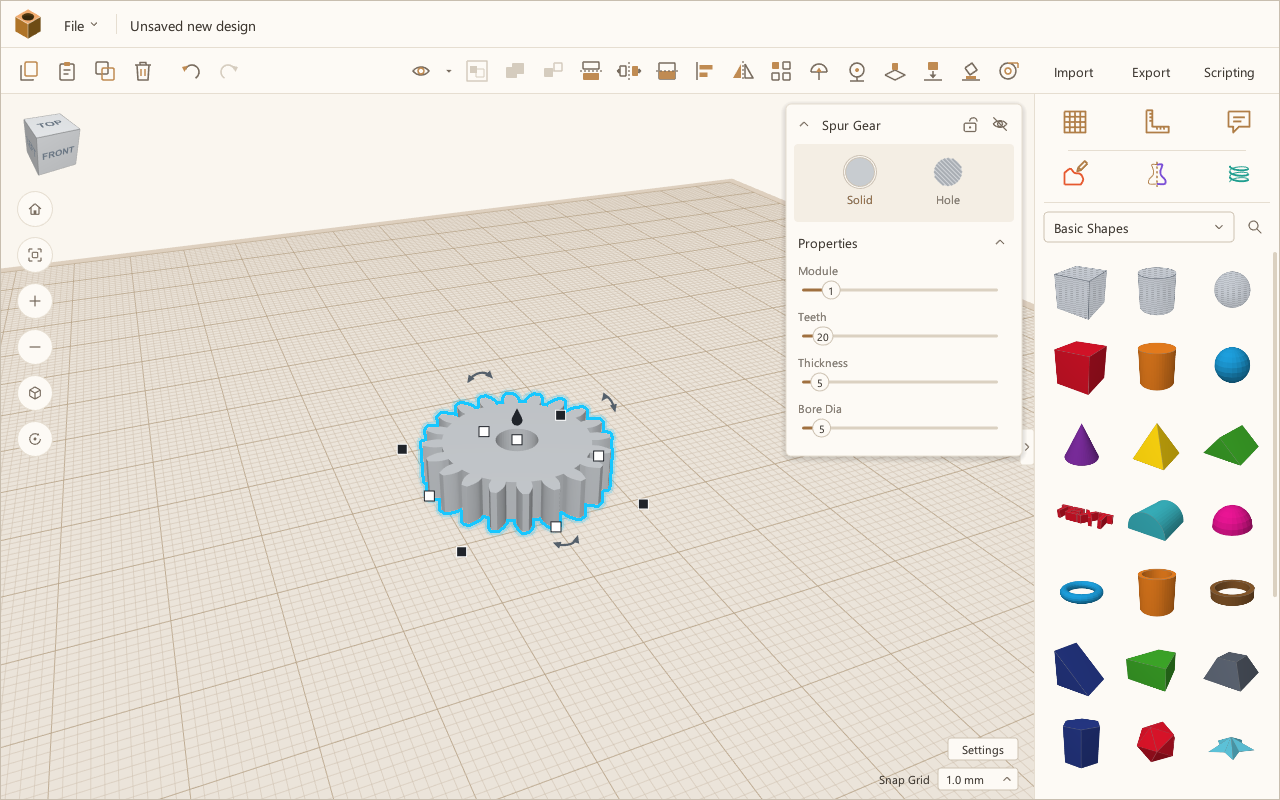 File
Unsaved new design
Import
Export
Scripting
TOP
FRONT
Spur Gear
Solid
Hole
Properties
Module
1
Teeth
20
Thickness
5
Bore Dia
5
Basic Shapes
Settings
Snap Grid
1.0 mm